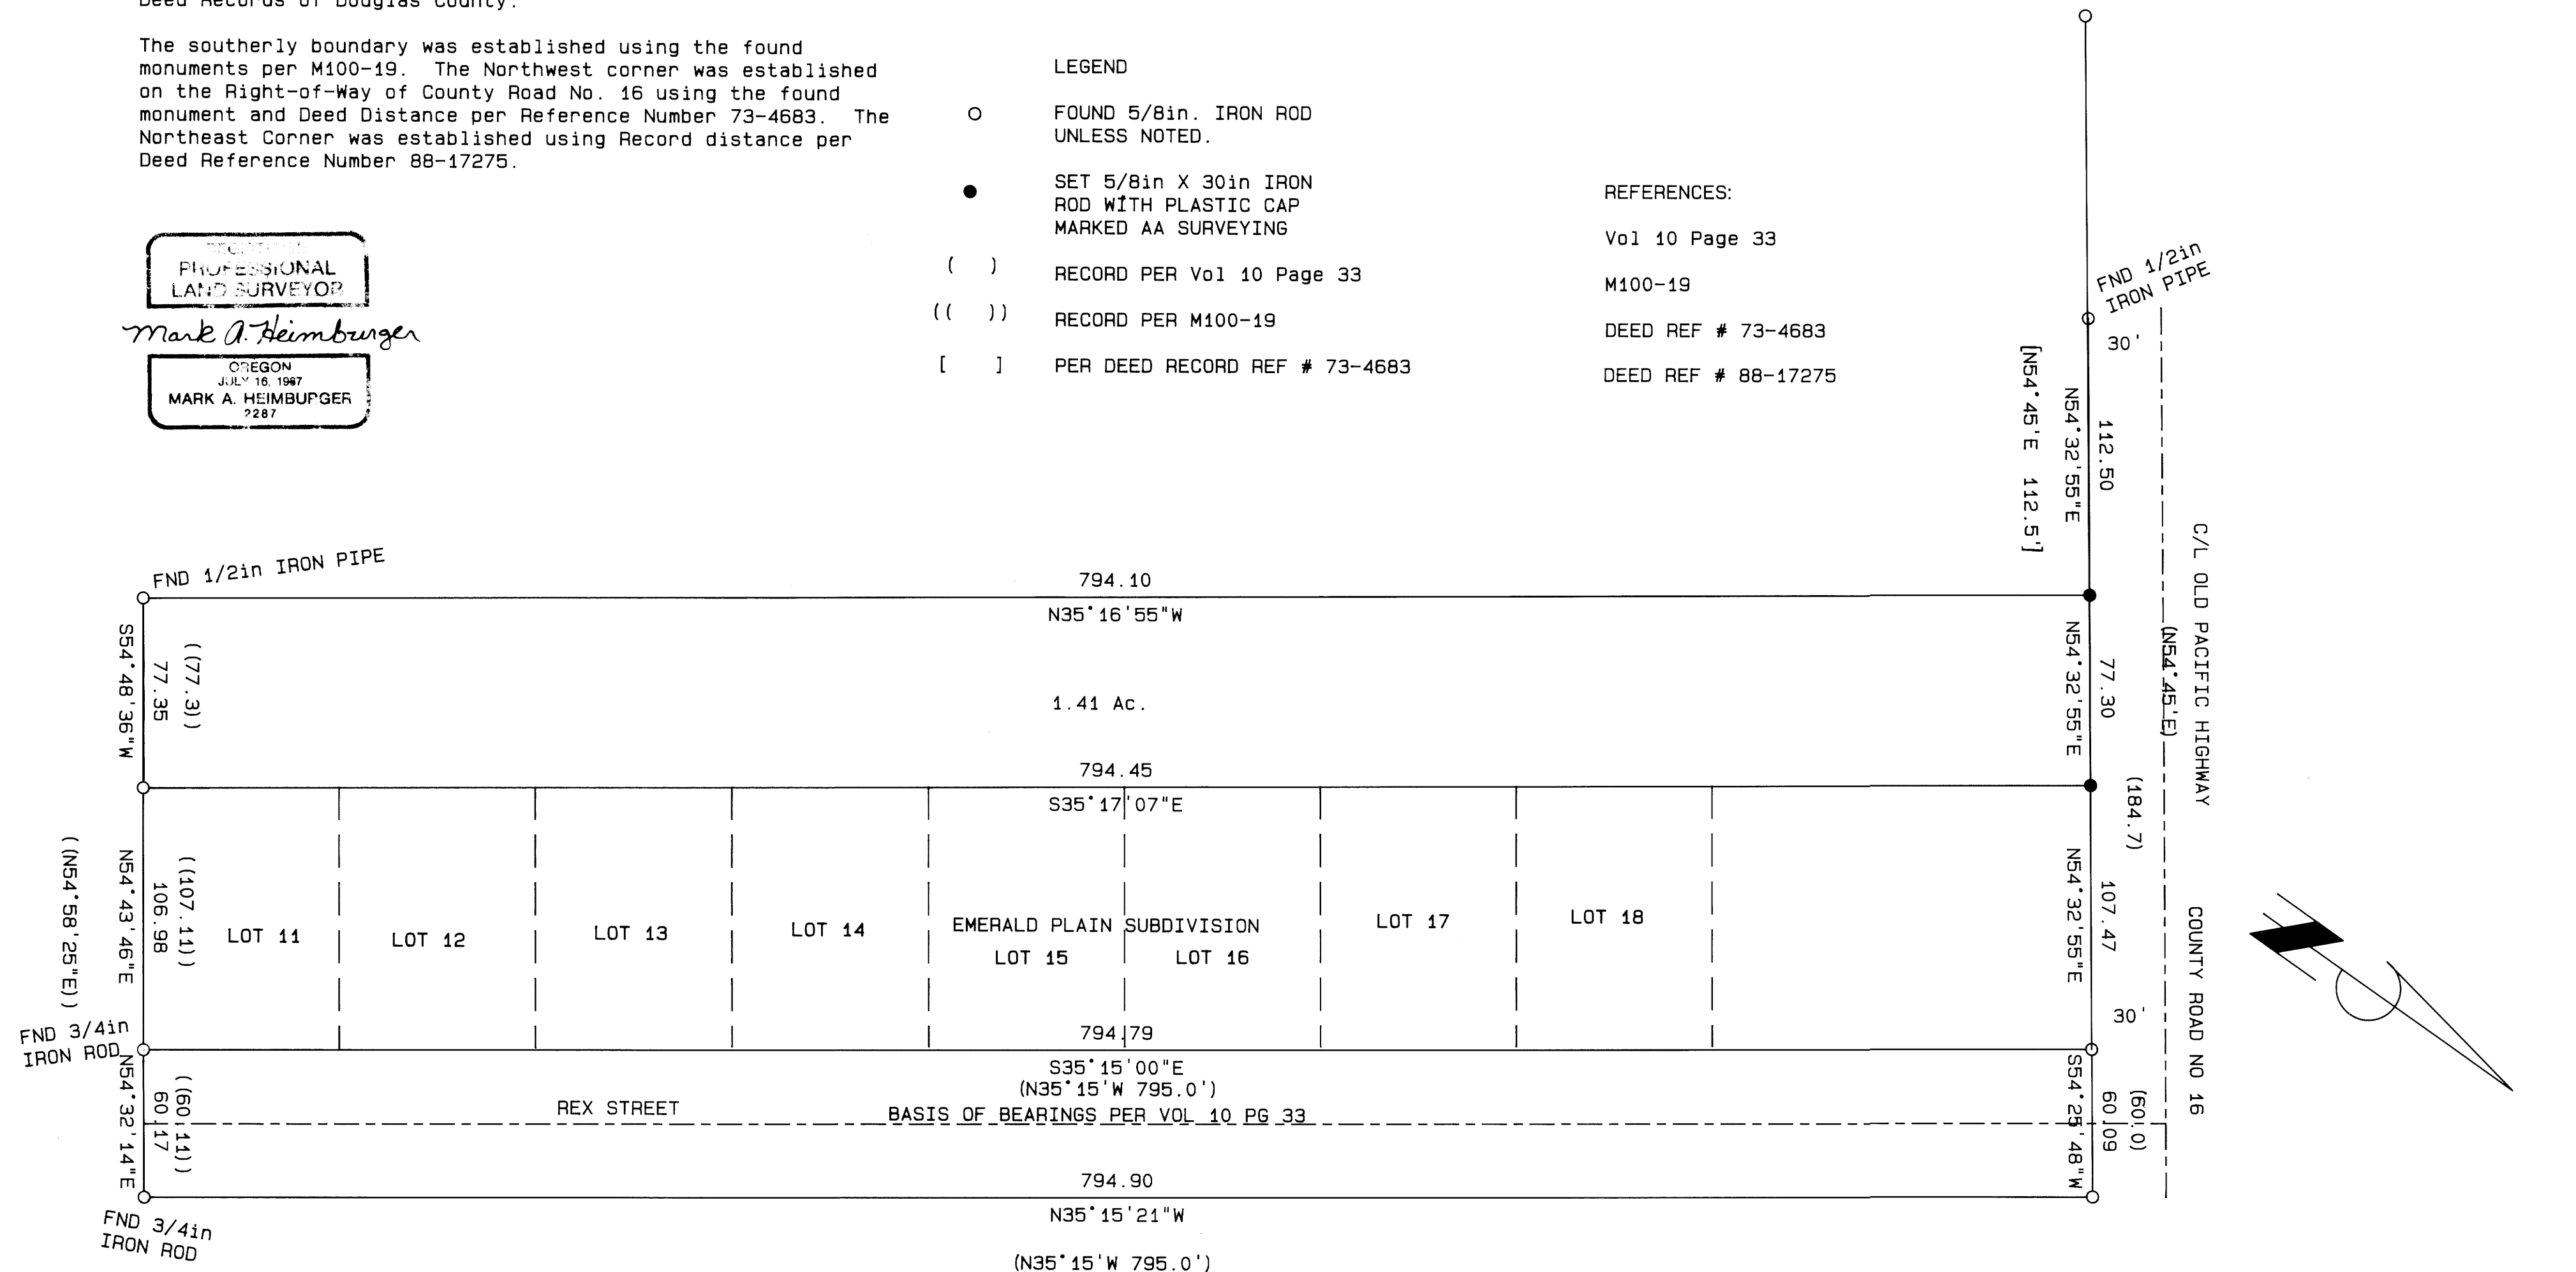 Deed Records of Douglas County.
The southerly boundary was established using the found
monuments per M100-19. The Northwest corner was established
on the Right-of-Way of County Road No. 16 using the found
monument and Deed Distance per Reference Number 73-4683. The
Northeast Corner was established using Record distance per
Deed Reference Number 88-17275.
PROFESSIONAL
LAND SURVEYOR
Mark A. Heimburger
OREGON
JULY 16, 1987
MARK A. HEIMBURGER
2287
LEGEND
FOUND 5/8in. IRON ROD
UNLESS NOTED.
SET 5/8in X 30in IRON
ROD WITH PLASTIC CAP
MARKED AA SURVEYING
( ) RECORD PER Vol 10 Page 33
(( )) RECORD PER M100-19
[ ] PER DEED RECORD REF # 73-4683
REFERENCES:
Vol 10 Page 33
M100-19
DEED REF # 73-4683
DEED REF # 88-17275
FND 1/2in
IRON PIPE
30'
[N54°45'E 112.5']
N54°32'55"E
112.50
C/L OLD PACIFIC HIGHWAY
COUNTY ROAD NO 16
(N54°45'E)
FND 1/2in IRON PIPE
794.10
N35°16'55"W
S54°48'36"W
77.35
((77.3))
1.41 Ac.
N54°32'55"E
77.30
(184.7)
794.45
S35°17'07"E
((N54°58'25"E))
N54°43'46"E
106.98
((107.11))
LOT 11
LOT 12
LOT 13
LOT 14
EMERALD PLAIN SUBDIVISION
LOT 15
LOT 16
LOT 17
LOT 18
N54°32'55"E
107.47
30'
794.79
S35°15'00"E
(N35°15'W 795.0')
FND 3/4in
IRON ROD
N54°32'14"E
60.17
((60.11))
REX STREET
BASIS OF BEARINGS PER VOL 10 PG 33
S54°25'48"W
60.09
(60.0)
794.90
N35°15'21"W
(N35°15'W 795.0')
FND 3/4in
IRON ROD